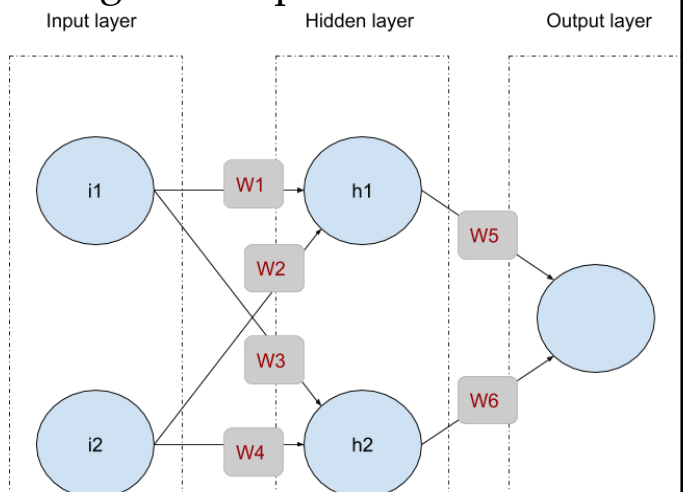 Input layer
Hidden layer
Output layer
i1
W1
h1
W2
W5
W3
W6
i2
W4
h2